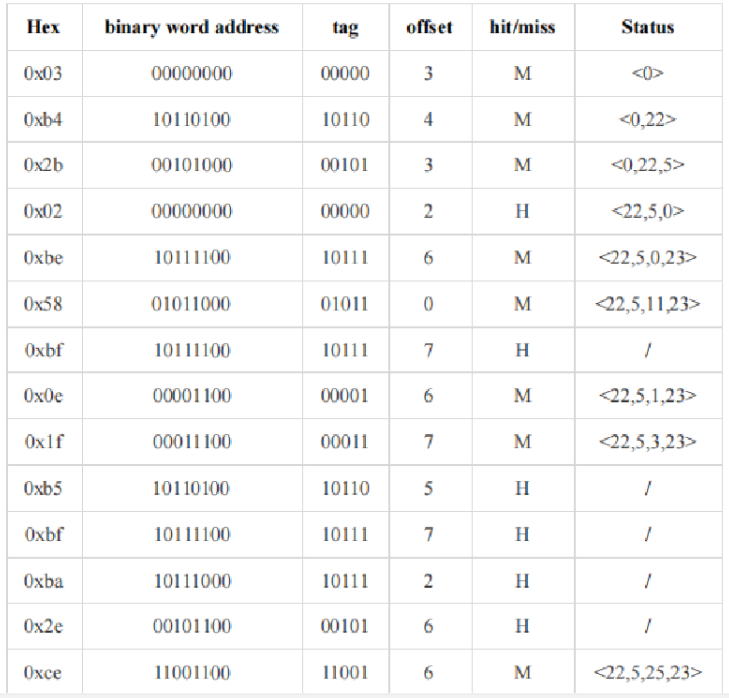 Hex binary word address tag offset hit/miss Status
0x03 00000000 00000 3 M <0>
0xb4 10110100 10110 4 M <0,22>
0x2b 00101000 00101 3 M <0,22,5>
0x02 00000000 00000 2 H <22,5,0>
0xbe 10111100 10111 6 M <22,5,0,23>
0x58 01011000 01011 0 M <22,5,11,23>
0xbf 10111100 10111 7 H /
0x0e 00001100 00001 6 M <22,5,1,23>
0x1f 00011100 00011 7 M <22,5,3,23>
0xb5 10110100 10110 5 H /
0xbf 10111100 10111 7 H /
0xba 10111000 10111 2 H /
0x2e 00101100 00101 6 H /
0xce 11001100 11001 6 M <22,5,25,23>